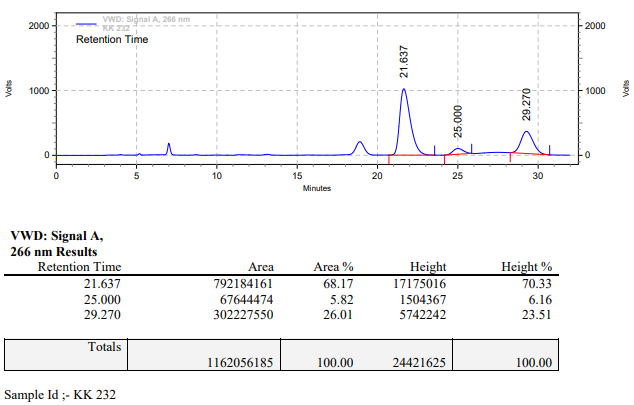 VWD: Signal A, 266 nm
KK 232
Retention Time
2000
2000
1000
1000
0
0
Volts
Volts
21.637
25.000
29.270
0 5 10 15 20 25 30
Minutes
VWD: Signal A,
266 nm Results
Retention Time Area Area % Height Height %
21.637 792184161 68.17 17175016 70.33
25.000 67644474 5.82 1504367 6.16
29.270 302227550 26.01 5742242 23.51
Totals
1162056185 100.00 24421625 100.00
Sample Id ;- KK 232